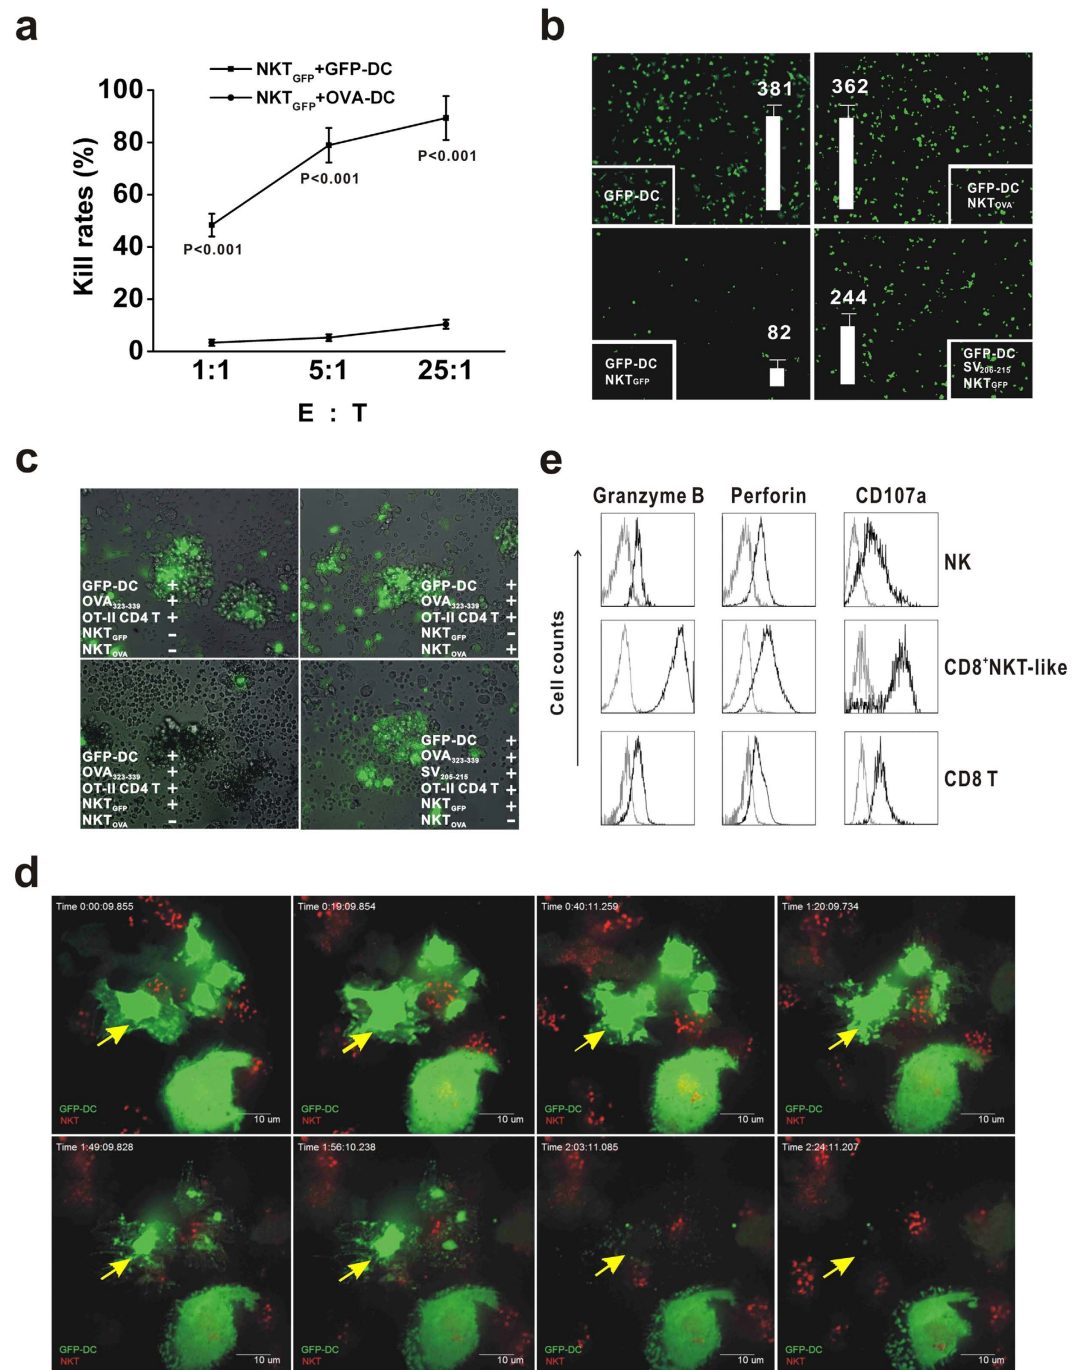 a
NKTGFP+GFP-DC
NKTGFP+OVA-DC
Kill rates (%)
100
80
60
40
20
0
P<0.001
P<0.001
P<0.001
1:1
5:1
25:1
E : T
b
381
GFP-DC
362
GFP-DC
NKTOVA
82
GFP-DC
NKTGFP
244
GFP-DC
SV206-215
NKTGFP
c
GFP-DC +
OVA323-339 +
OT-II CD4 T +
NKTGFP −
NKTOVA −
GFP-DC +
OVA323-339 +
OT-II CD4 T +
NKTGFP −
NKTOVA +
GFP-DC +
OVA323-339 +
OT-II CD4 T +
NKTGFP +
NKTOVA −
GFP-DC +
OVA323-339 +
SV205-215 +
OT-II CD4 T +
NKTGFP +
NKTOVA −
e
Granzyme B
Perforin
CD107a
Cell counts
NK
CD8+NKT-like
CD8 T
d
Time 0:00:09.855
GFP-DC
NKT
10 um
Time 0:19:09.854
GFP-DC
NKT
10 um
Time 0:40:11.259
GFP-DC
NKT
10 um
Time 1:20:09.734
GFP-DC
NKT
10 um
Time 1:49:09.828
GFP-DC
NKT
10 um
Time 1:56:10.238
GFP-DC
NKT
10 um
Time 2:03:11.085
GFP-DC
NKT
10 um
Time 2:24:11.207
GFP-DC
NKT
10 um